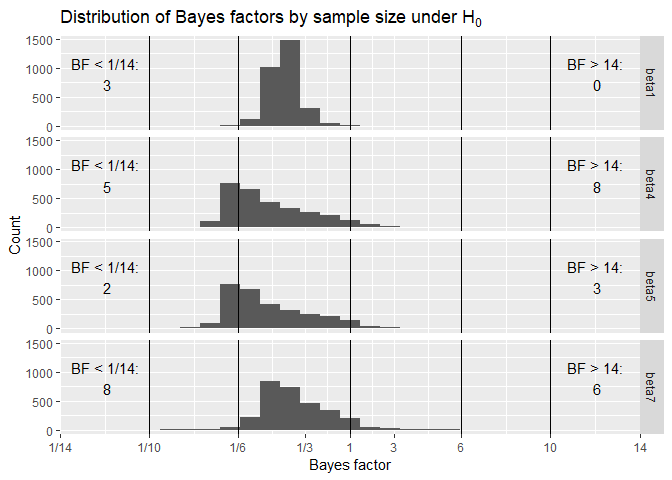 Distribution of Bayes factors by sample size under H₀
1500
1000
500
0
BF < 1/14:
3
BF > 14:
0
beta1
1500
1000
500
0
BF < 1/14:
5
BF > 14:
8
beta4
1500
1000
500
0
BF < 1/14:
2
BF > 14:
3
beta5
1500
1000
500
0
BF < 1/14:
8
BF > 14:
6
beta7
Count
1/14 1/10 1/6 1/3 1 3 6 10 14
Bayes factor